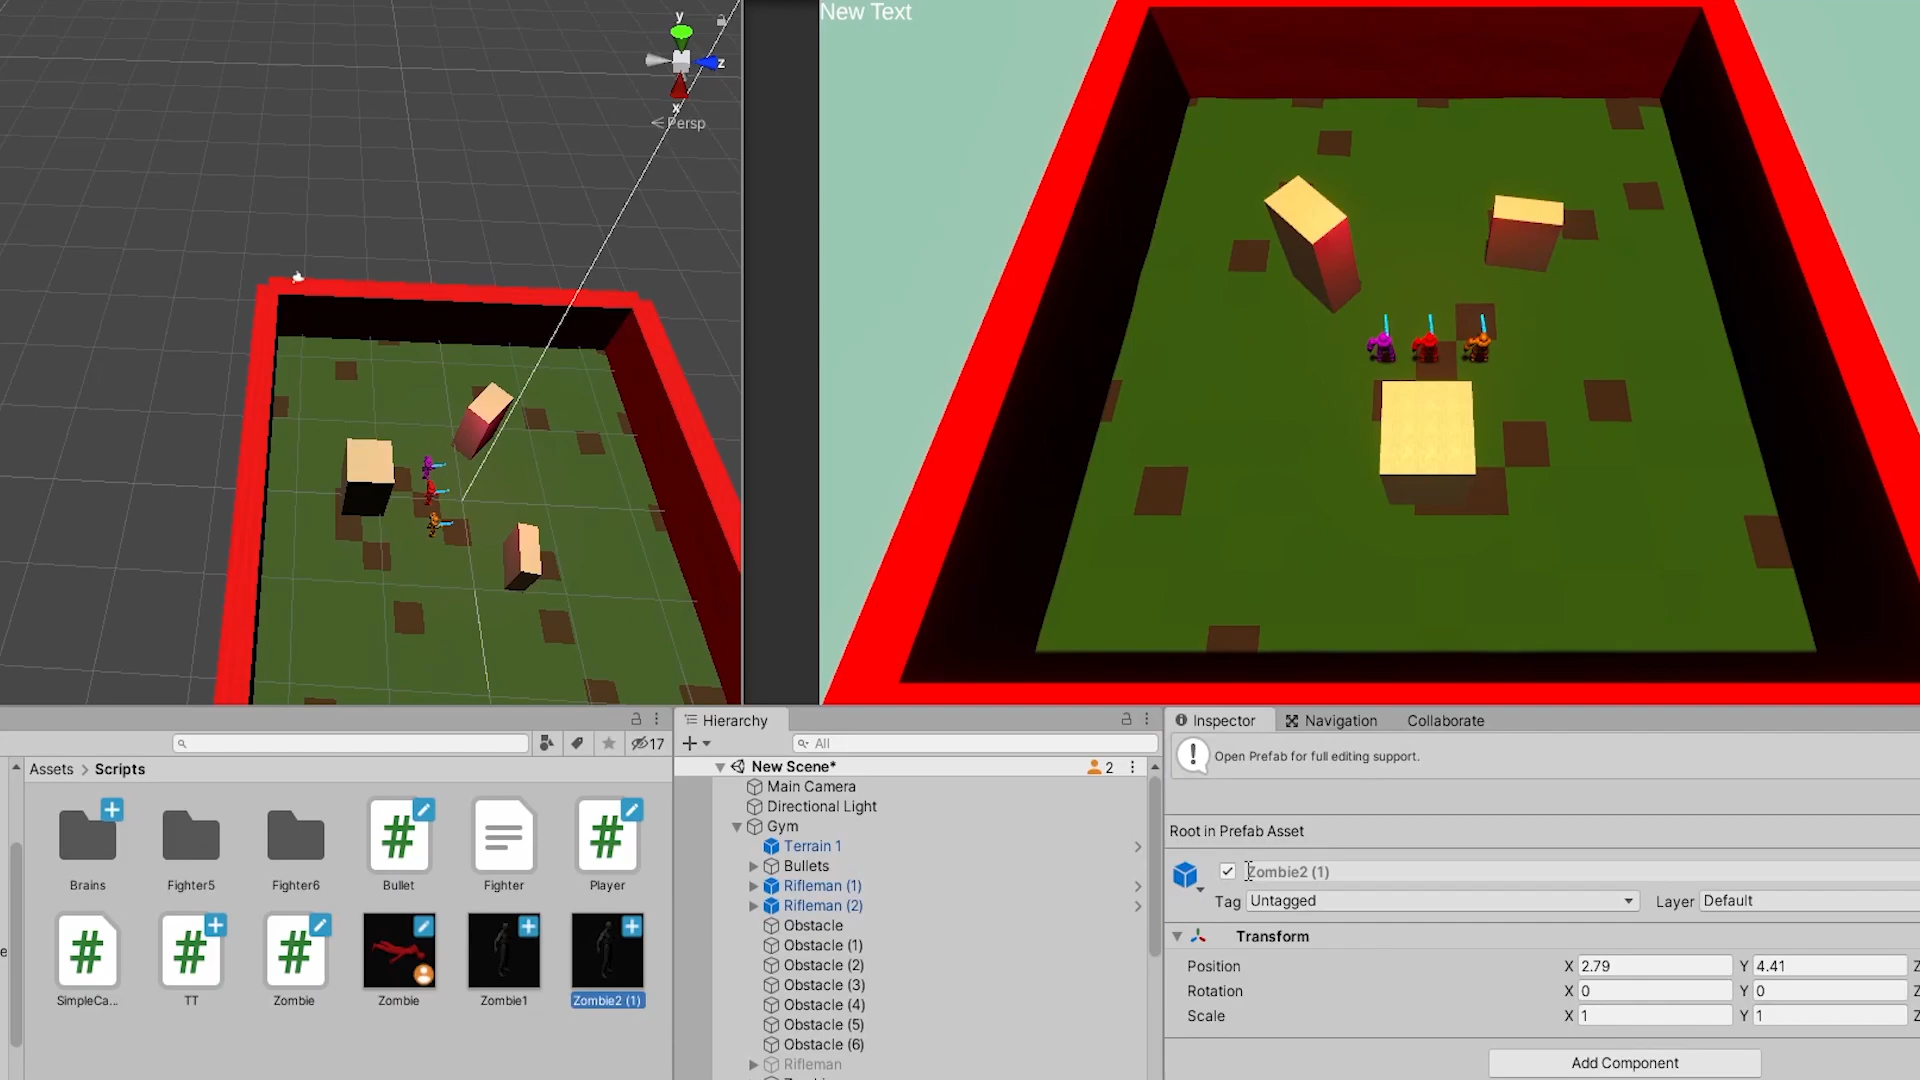 New Text
y
z
x
Persp
17
Assets > Scripts
Brains
Fighter5
Fighter6
Bullet
Fighter
Player
SimpleCa...
TT
Zombie
Zombie
Zombie1
Zombie2 (1)
Hierarchy
All
New Scene*
2
Main Camera
Directional Light
Gym
Terrain 1
Bullets
Rifleman (1)
Rifleman (2)
Obstacle
Obstacle (1)
Obstacle (2)
Obstacle (3)
Obstacle (4)
Obstacle (5)
Obstacle (6)
Rifleman
Inspector
Navigation
Collaborate
Open Prefab for full editing support.
Root in Prefab Asset
Zombie2 (1)
Tag Untagged Layer Default
Transform
Position X 2.79 Y 4.41 Z
Rotation X 0 Y 0 Z
Scale X 1 Y 1 Z
Add Component